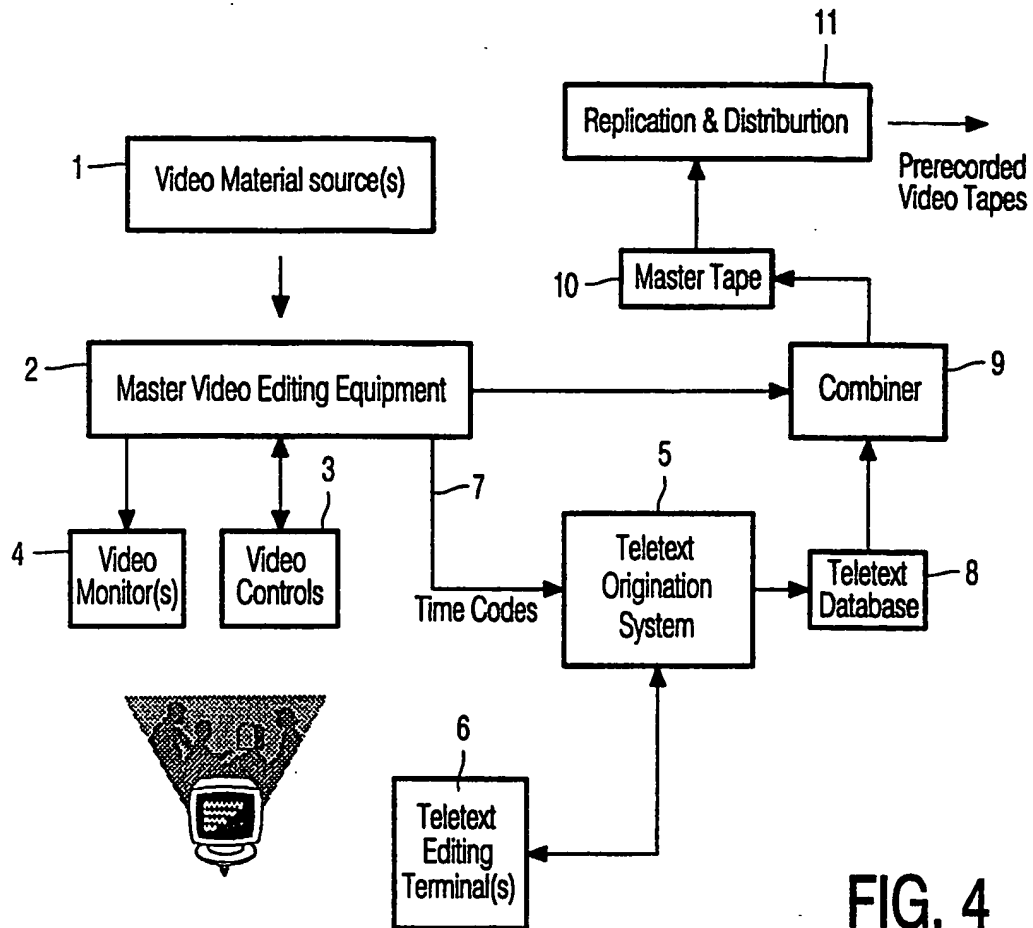 11
Replication & Distriburtion
Prerecorded
Video Tapes
1
Video Material source(s)
10
Master Tape
2
Master Video Editing Equipment
Combiner
9
3
7
5
4
Video
Monitor(s)
Video
Controls
Time Codes
Teletext
Origination
System
Teletext
Database
8
6
Teletext
Editing
Terminal(s)
FIG. 4